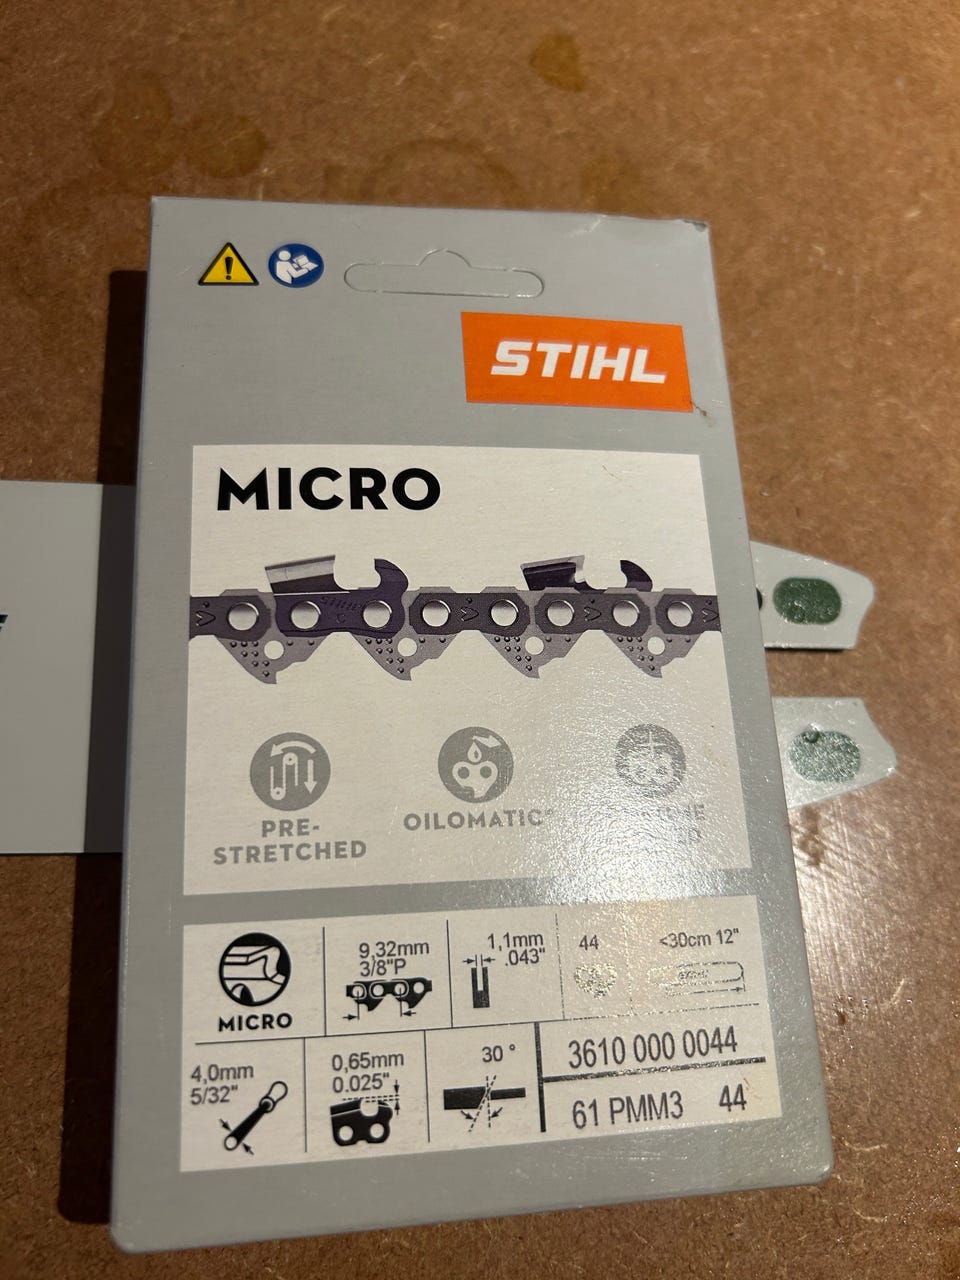 STIHL
MICRO
PRE-
STRETCHED
OILOMATIC®
MICRO
9,32mm
3/8"P
1,1mm
.043"
44
<30cm 12"
4,0mm
5/32"
0,65mm
0.025"
30 °
3610 000 0044
61 PMM3 44